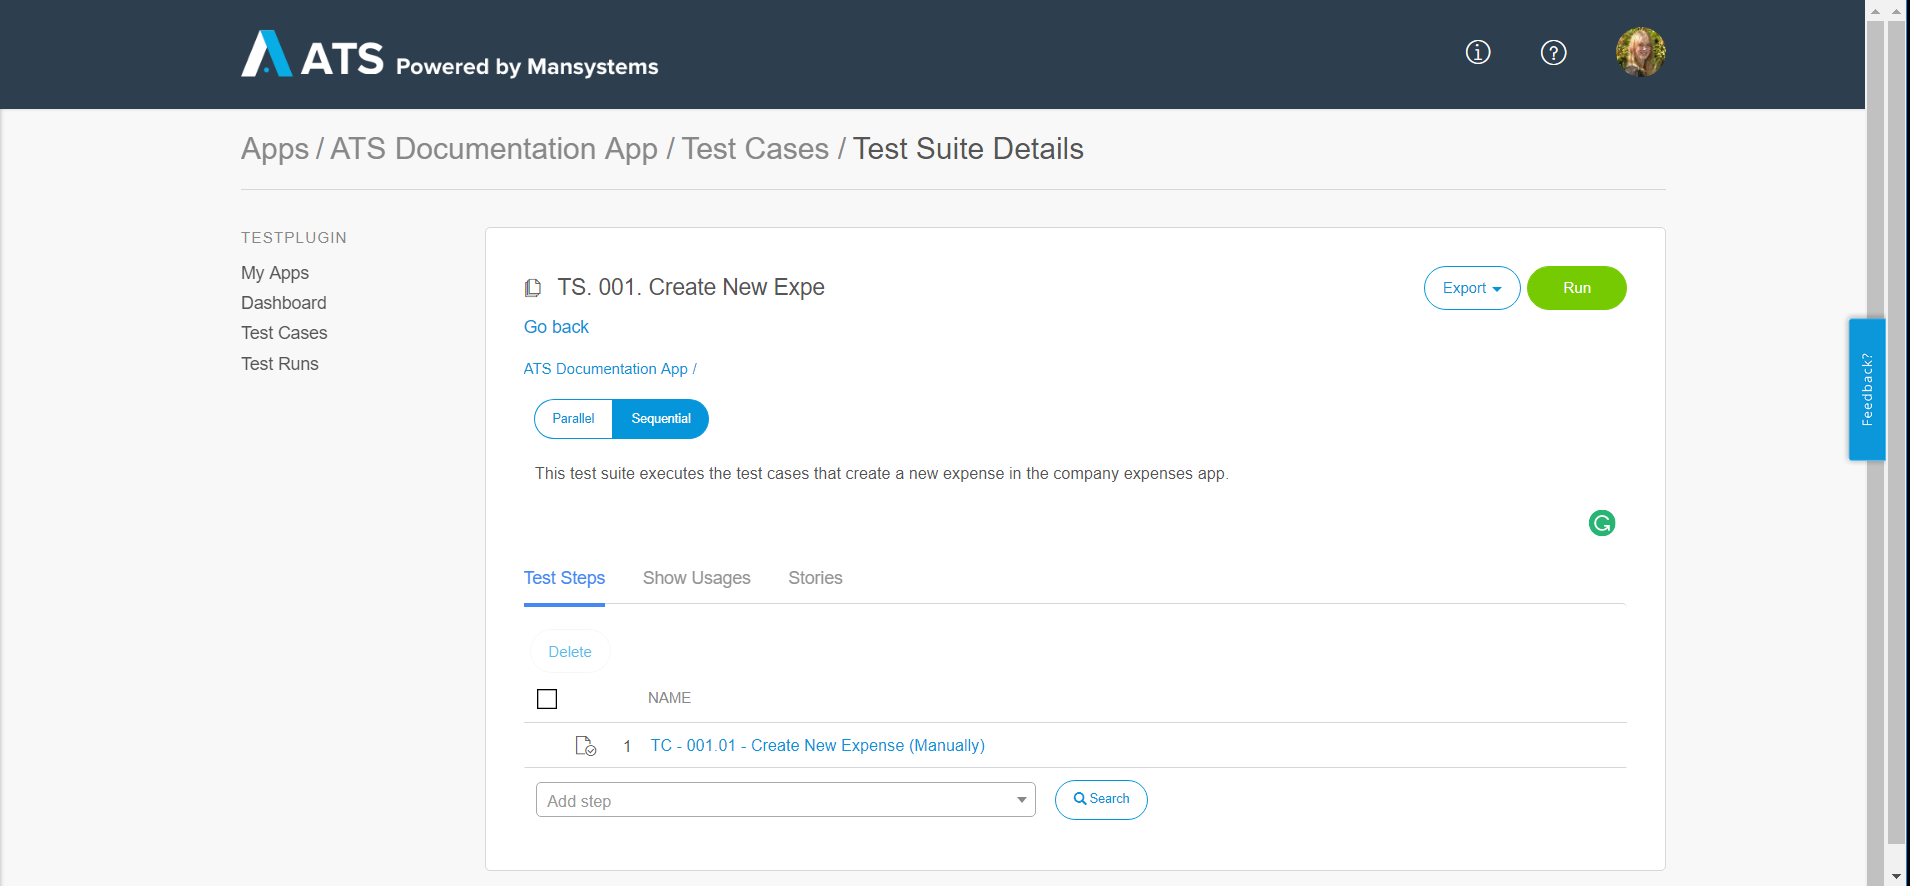 ATS Powered by Mansystems
Apps / ATS Documentation App / Test Cases / Test Suite Details
TESTPLUGIN
My Apps
Dashboard
Test Cases
Test Runs
TS. 001. Create New Expe
Export
Run
Go back
ATS Documentation App /
Parallel
Sequential
This test suite executes the test cases that create a new expense in the company expenses app.
Feedback?
Test Steps
Show Usages
Stories
Delete
NAME
1 TC - 001.01 - Create New Expense (Manually)
Add step
Search